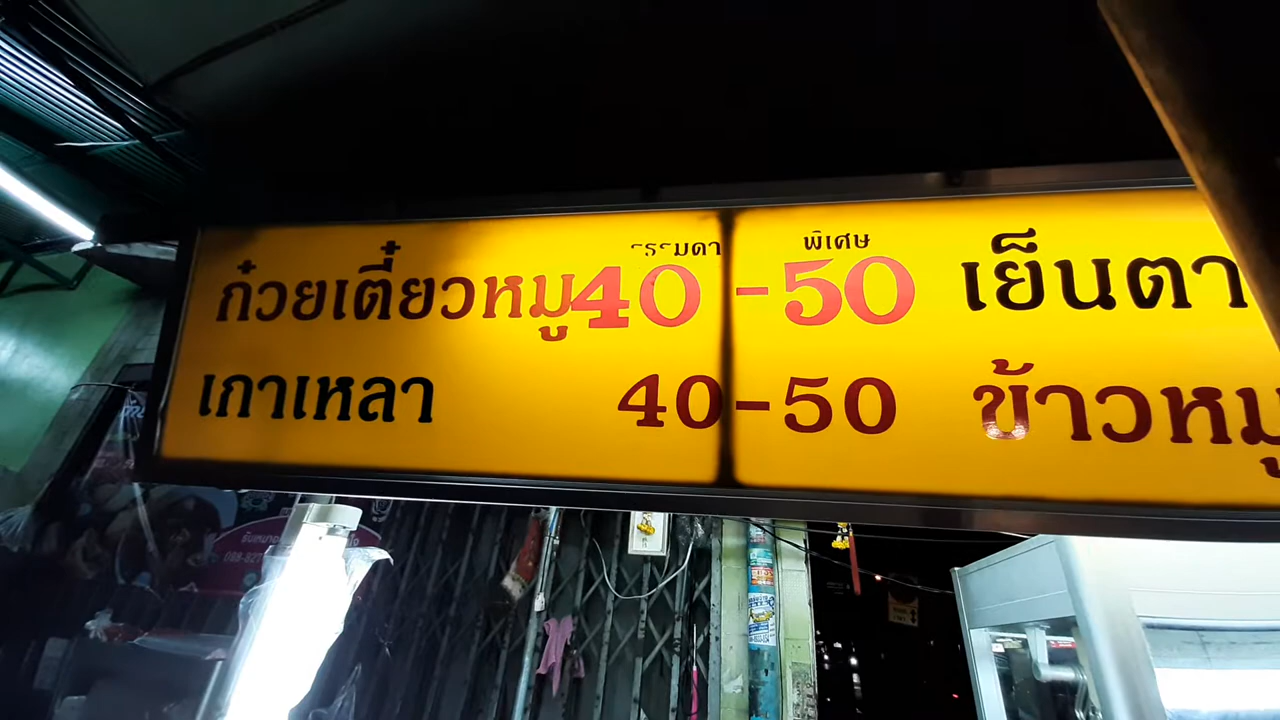 ธรรมดา พิเศษ
ก๋วยเตี๋ยวหมู 40 - 50 เย็นตา
เกาเหลา 40 - 50 ข้าวหมู